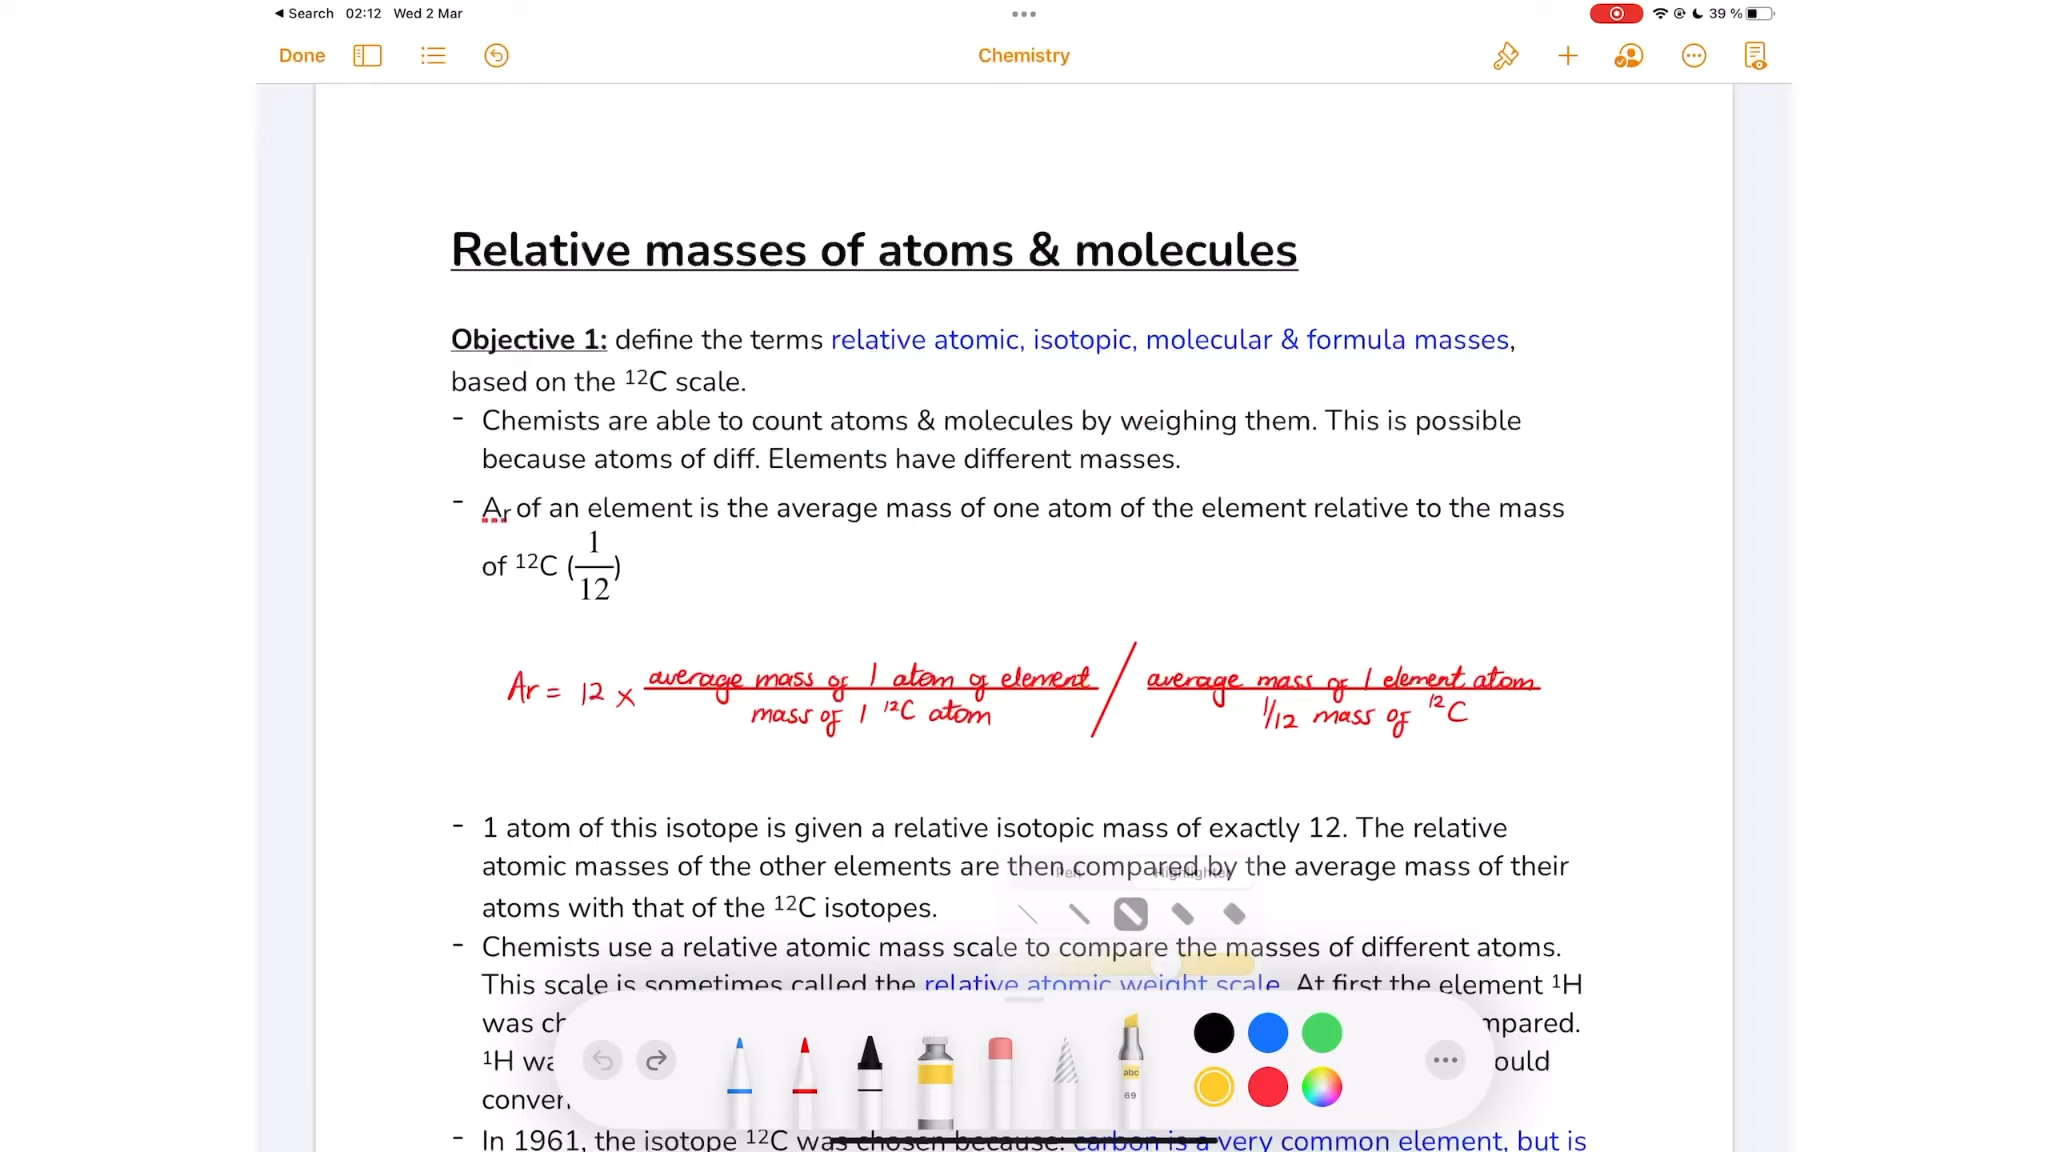 ◀ Search 02:12 Wed 2 Mar
39 %
Done
Chemistry
Relative masses of atoms & molecules
Objective 1: define the terms relative atomic, isotopic, molecular & formula masses,
based on the ¹²C scale.
- Chemists are able to count atoms & molecules by weighing them. This is possible
because atoms of diff. Elements have different masses.
- Aᵣ of an element is the average mass of one atom of the element relative to the mass
of ¹²C (1/12)
Ar = 12 × average mass of 1 atom of element / mass of 1 ¹²C atom / average mass of 1 element atom / 1/12 mass of ¹²C
- 1 atom of this isotope is given a relative isotopic mass of exactly 12. The relative
atomic masses of the other elements are then compared by the average mass of their
Pen Highlighter
atoms with that of the ¹²C isotopes.
- Chemists use a relative atomic mass scale to compare the masses of different atoms.
This scale is sometimes called the relative atomic weight scale. At first the element ¹H
was ch mpared.
¹H wa ould
conven
abc
69
- In 1961, the isotope ¹²C was chosen because: carbon is a very common element, but is